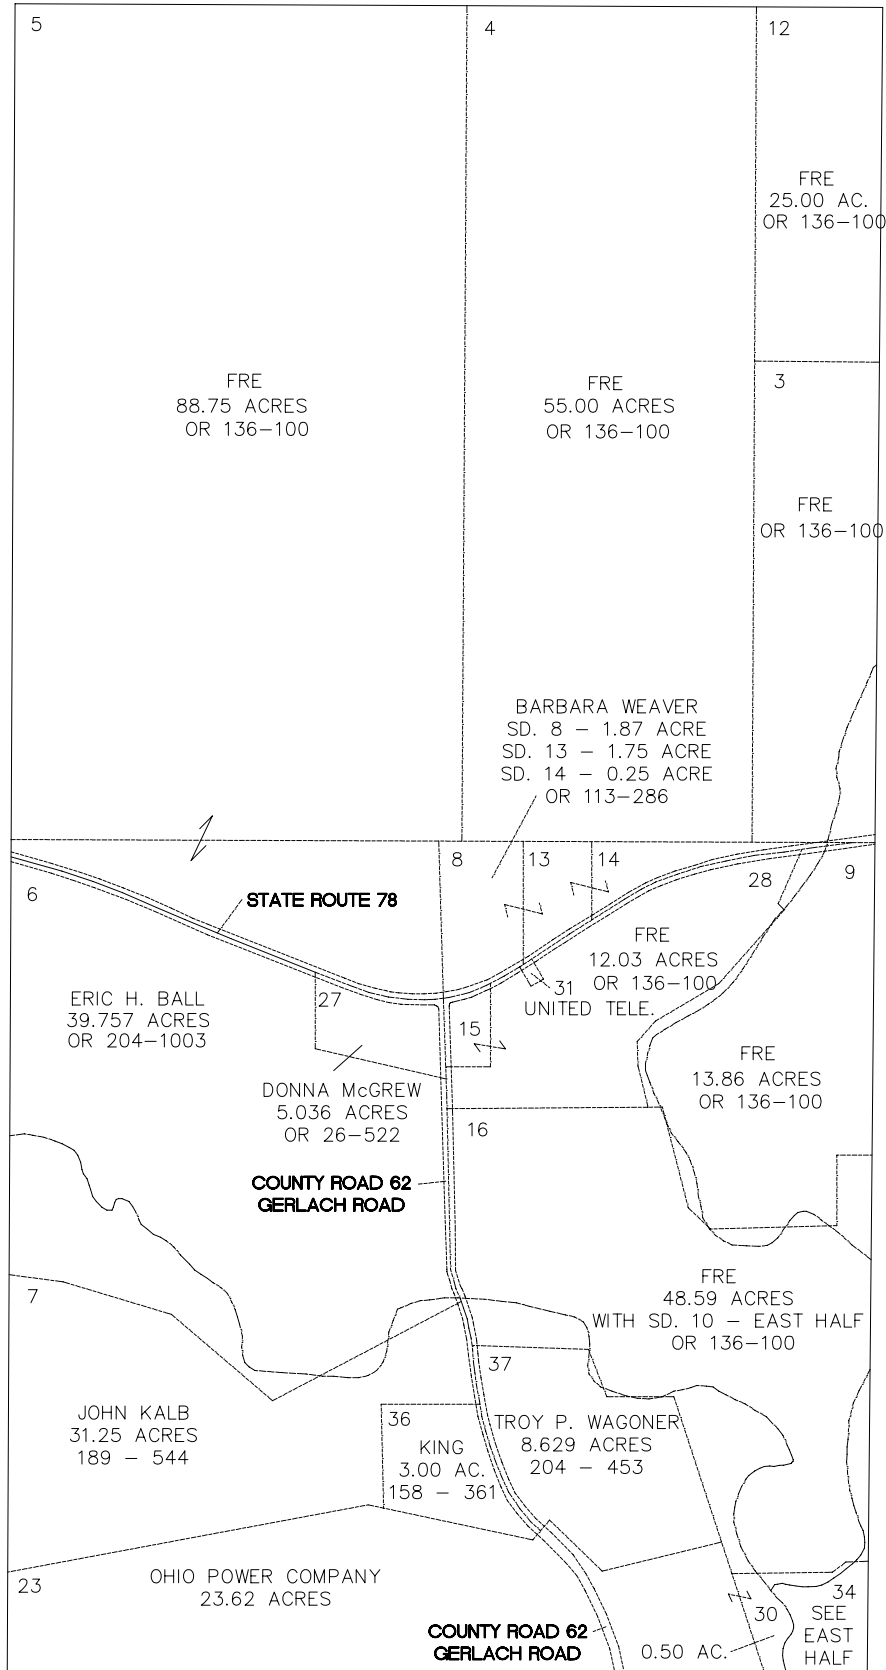 5
4
12
FRE
25.00 AC.
OR 136-100
FRE
88.75 ACRES
OR 136-100
FRE
55.00 ACRES
OR 136-100
3
FRE
OR 136-100
BARBARA WEAVER
SD. 8 - 1.87 ACRE
SD. 13 - 1.75 ACRE
SD. 14 - 0.25 ACRE
OR 113-286
8
13
14
28
9
6
STATE ROUTE 78
FRE
12.03 ACRES
OR 136-100
31
UNITED TELE.
ERIC H. BALL
39.757 ACRES
OR 204-1003
27
15
DONNA McGREW
5.036 ACRES
OR 26-522
FRE
13.86 ACRES
OR 136-100
16
COUNTY ROAD 62
GERLACH ROAD
7
FRE
48.59 ACRES
WITH SD. 10 - EAST HALF
OR 136-100
37
JOHN KALB
31.25 ACRES
189 - 544
36
KING
3.00 AC.
158 - 361
TROY P. WAGONER
8.629 ACRES
204 - 453
23
OHIO POWER COMPANY
23.62 ACRES
COUNTY ROAD 62
GERLACH ROAD
0.50 AC.
30
34
SEE
EAST
HALF